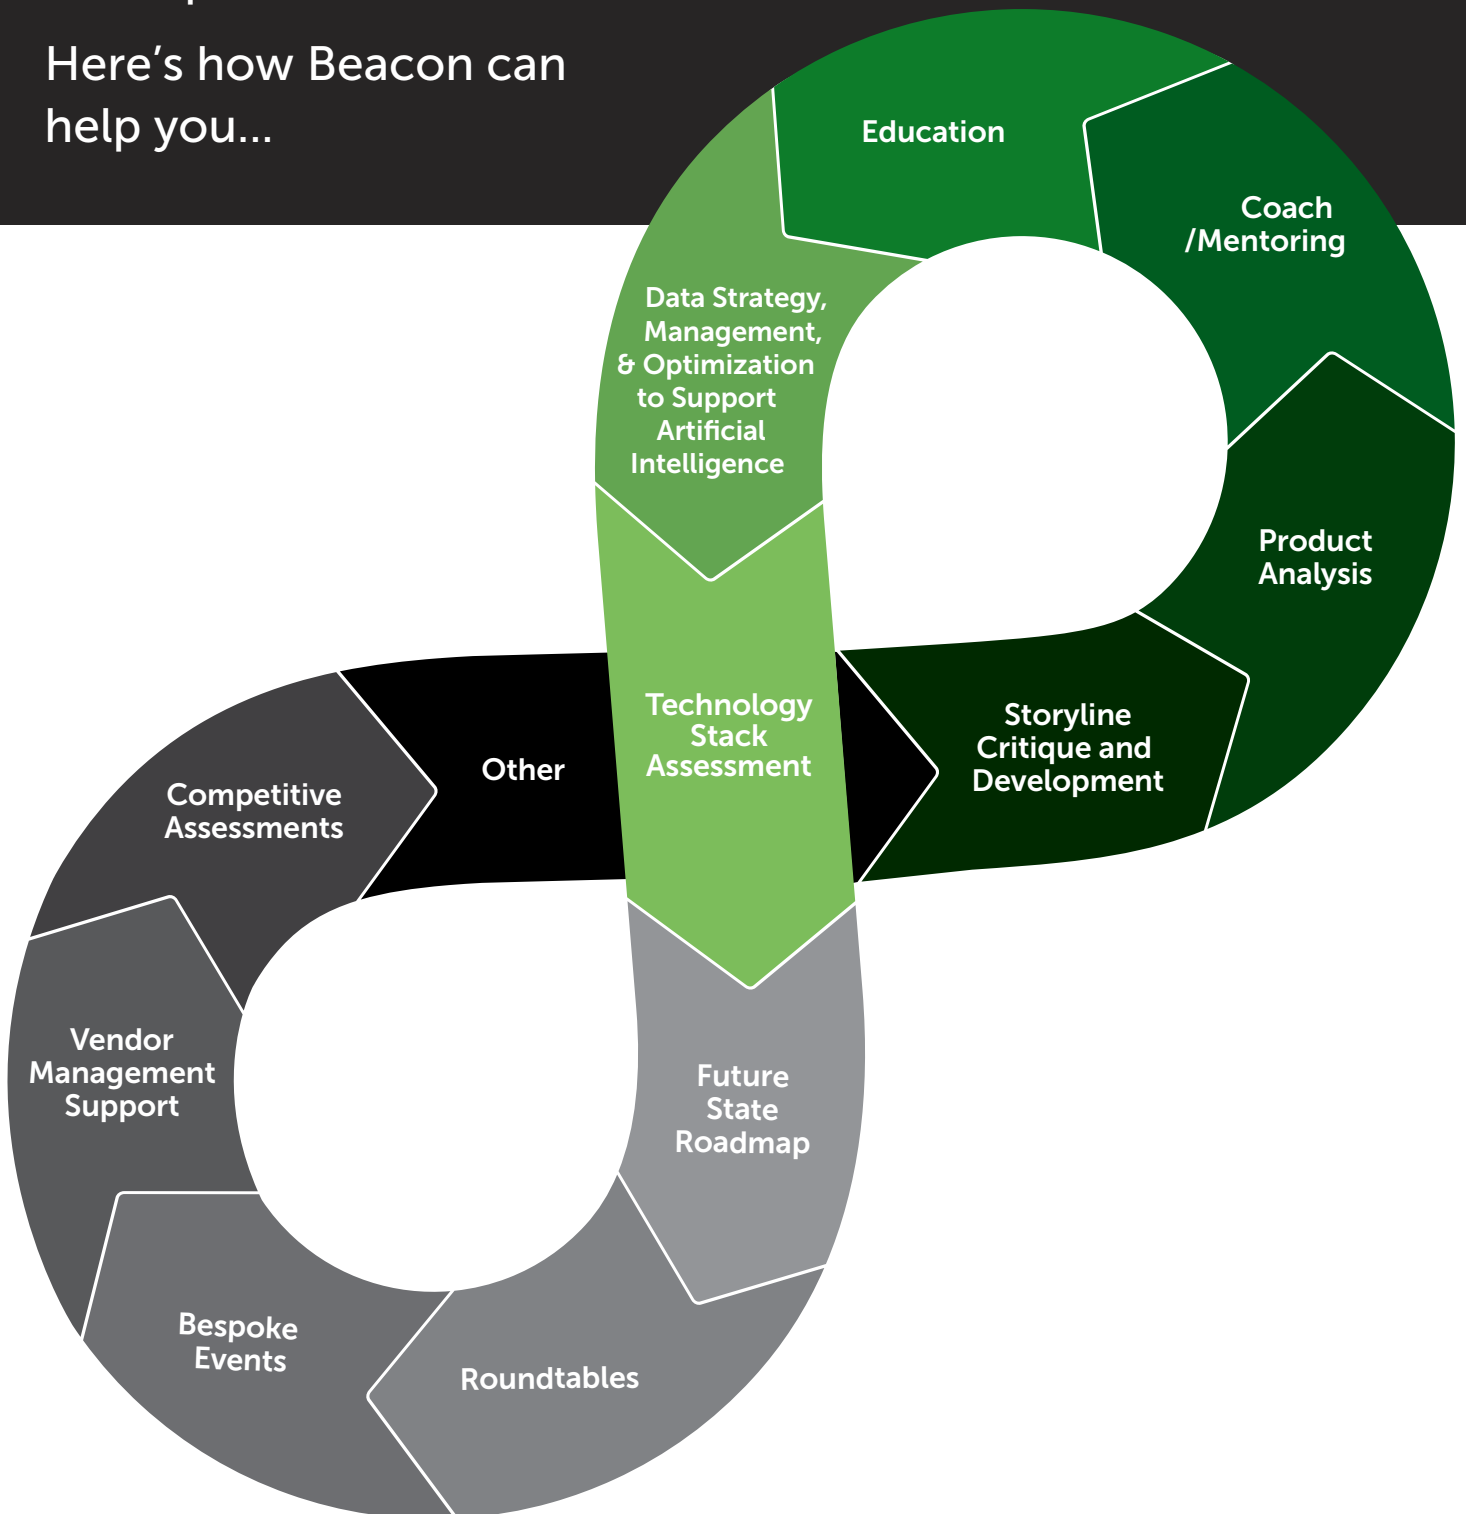 Here's how Beacon can
help you...
Education
Coach
/Mentoring
Data Strategy,
Management,
& Optimization
to Support
Artificial
Intelligence
Product
Analysis
Technology
Stack
Assessment
Storyline
Critique and
Development
Other
Competitive
Assessments
Vendor
Management
Support
Future
State
Roadmap
Bespoke
Events
Roundtables